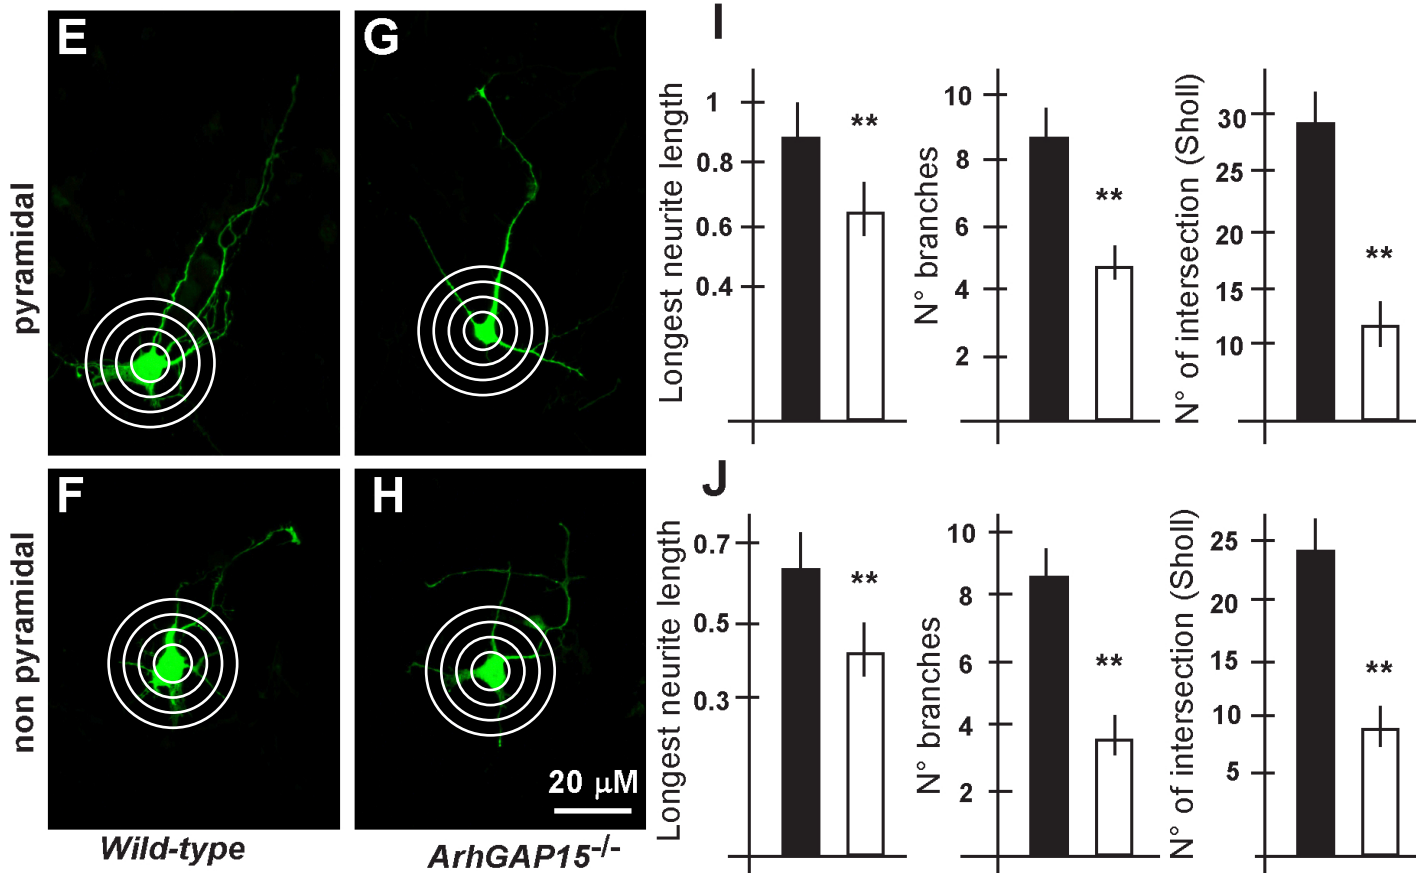 E
G
I
pyramidal
Longest neurite length
1
0.8
0.6
0.4
**
N° branches
10
8
6
4
2
**
N° of intersection (Sholl)
30
25
20
15
10
**
F
H
J
non pyramidal
20 μM
Longest neurite length
0.7
0.5
0.3
**
N° branches
10
8
6
4
2
**
N° of intersection (Sholl)
25
20
15
10
5
**
Wild-type
ArhGAP15-/-